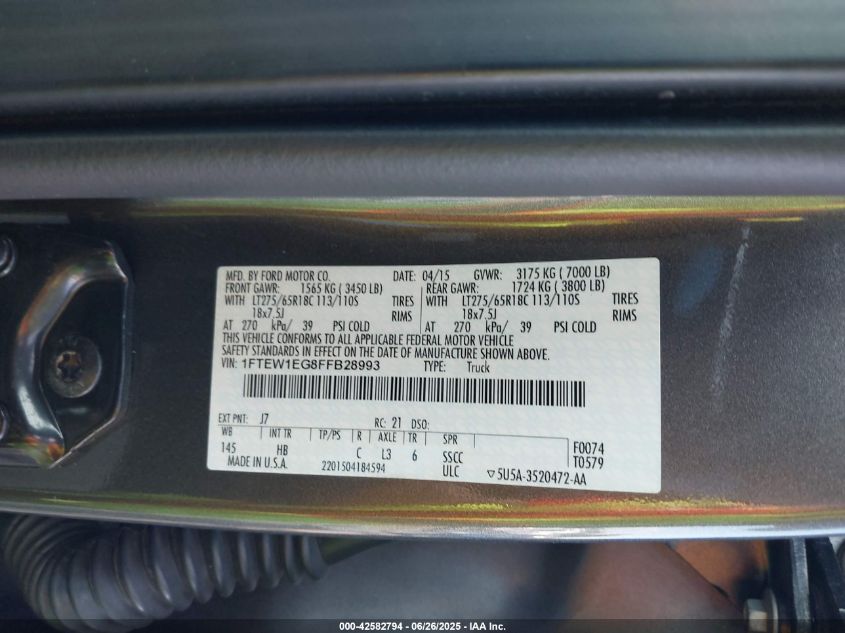 MFD. BY FORD MOTOR CO. DATE: 04/15 GVWR: 3175 KG ( 7000 LB)
FRONT GAWR: 1565 KG ( 3450 LB) REAR GAWR: 1724 KG ( 3800 LB)
WITH LT275/65R18C 113/110S TIRES WITH LT275/65R18C 113/110S TIRES
18x7.5J RIMS 18x7.5J RIMS
AT 270 kPa/ 39 PSI COLD AT 270 kPa/ 39 PSI COLD
THIS VEHICLE CONFORMS TO ALL APPLICABLE FEDERAL MOTOR VEHICLE
SAFETY STANDARDS IN EFFECT ON THE DATE OF MANUFACTURE SHOWN ABOVE.
VIN: 1FTEW1EG8FFB28993 TYPE: Truck
EXT PNT: J7 RC: 21 DSO:
WB INT TR TP/PS R AXLE TR SPR F0074
145 HB C L3 6 SSCC T0579
MADE IN U.S.A. 2201504184594 ULC ▽5U5A-3520472-AA
000-42582794 - 06/26/2025 - IAA Inc.